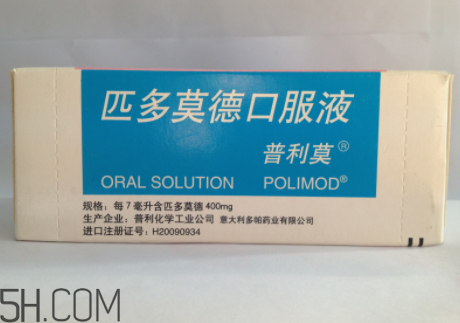 匹多莫德口服液
普利莫®
ORAL SOLUTION POLIMOD®
规格：每7毫升含匹多莫德400mg
生产企业：普利化学工业公司 意大利多帕药业有限公司
进口注册证号：H20090934
5H.COM